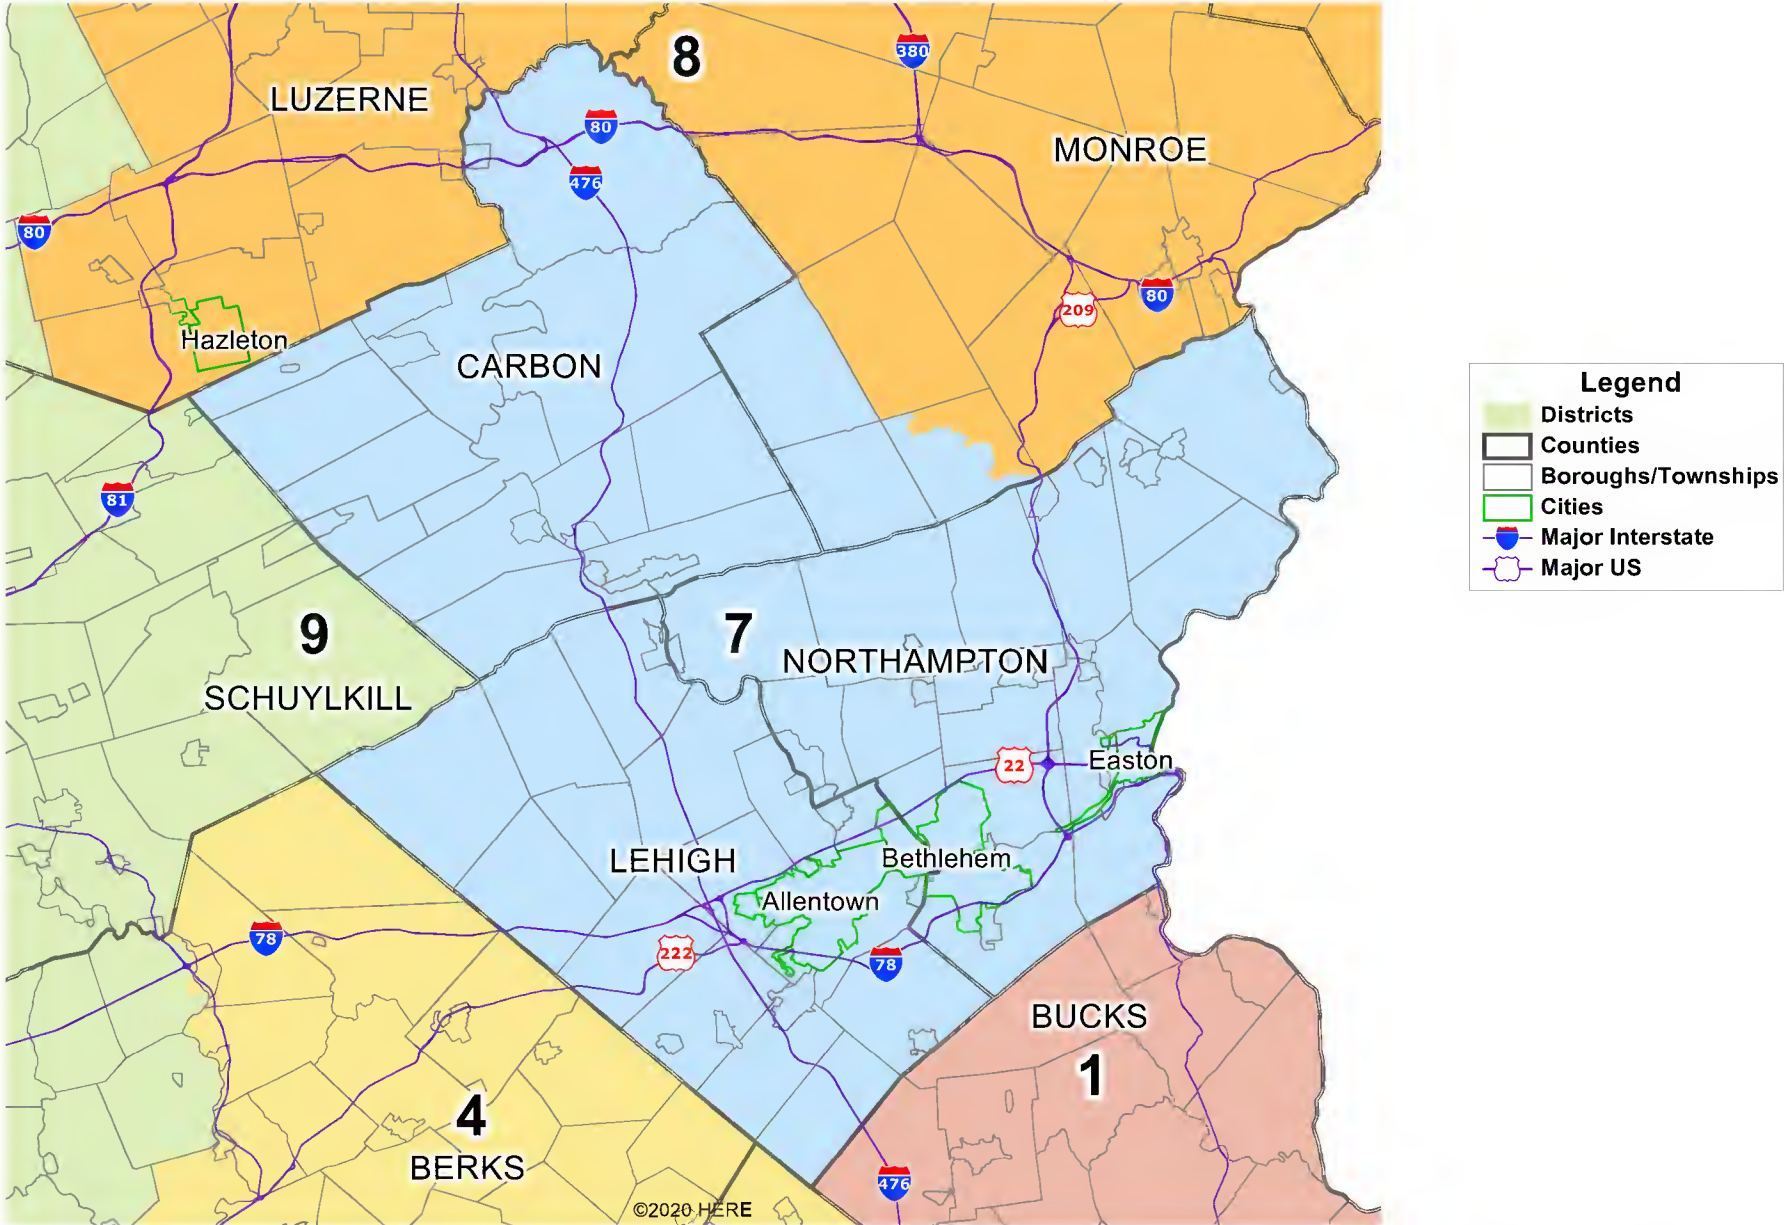 8
380
LUZERNE
80
MONROE
476
80
80
209
Hazleton
CARBON
Legend
Districts
Counties
Boroughs/Townships
Cities
Major Interstate
Major US
81
9
7
NORTHAMPTON
SCHUYLKILL
22
Easton
LEHIGH
Bethlehem
Allentown
78
222
78
BUCKS
1
4
BERKS
476
©2020 HERE